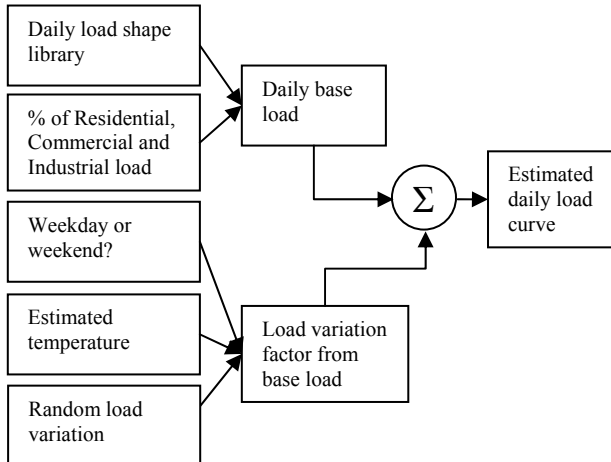 Daily load shape
library
% of Residential,
Commercial and
Industrial load
Weekday or
weekend?
Estimated
temperature
Random load
variation
Daily base
load
Load variation
factor from
base load
Σ
Estimated
daily load
curve